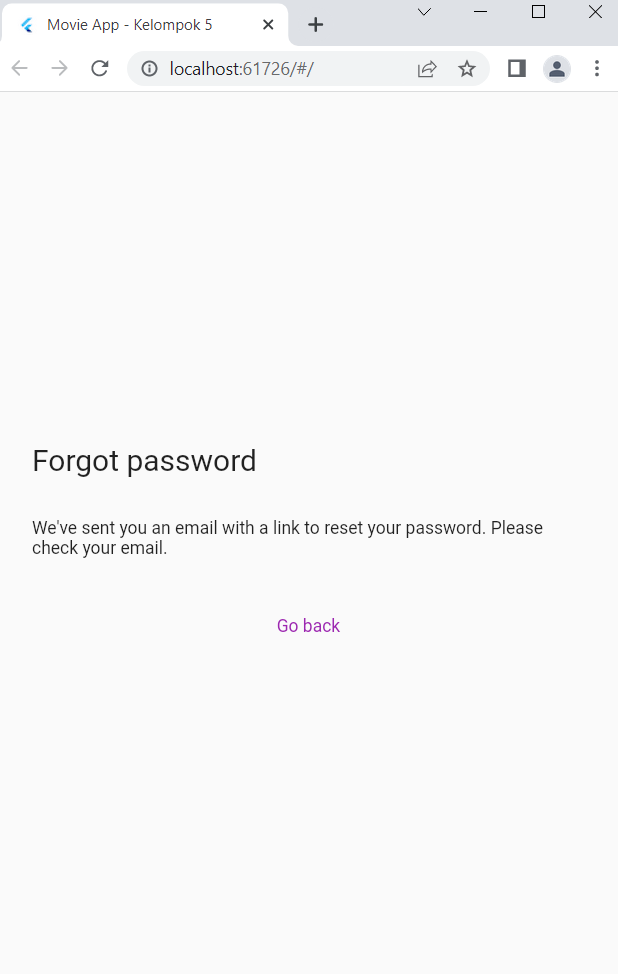 Movie App - Kelompok 5
localhost:61726/#/
Forgot password
We've sent you an email with a link to reset your password. Please
check your email.
Go back